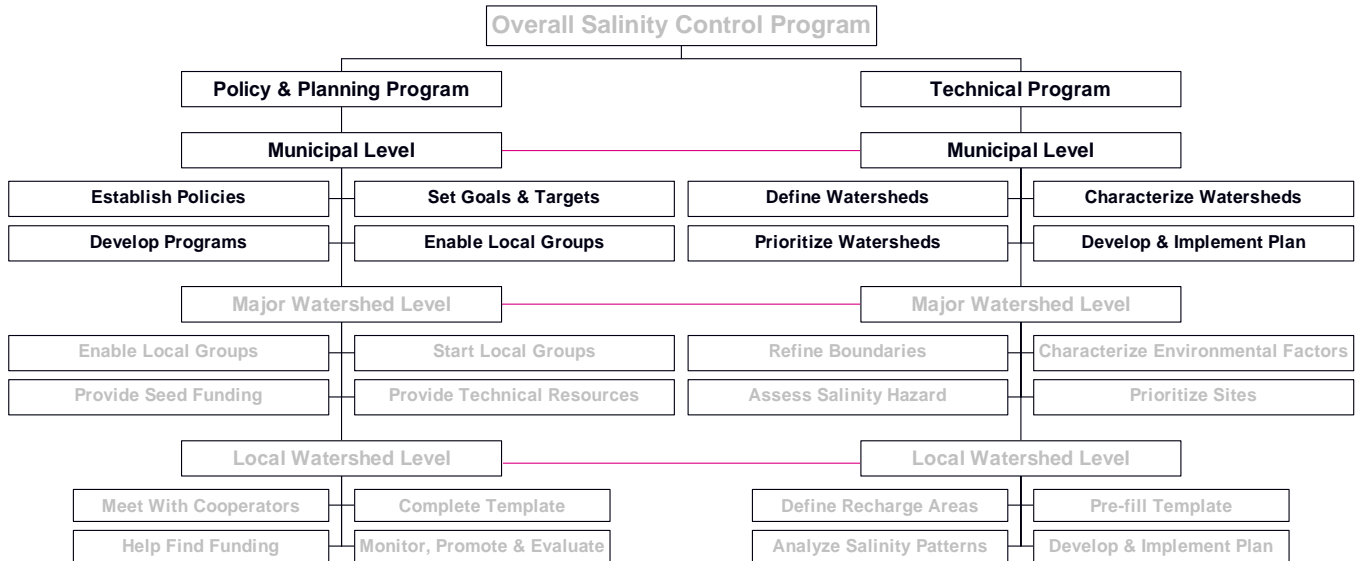 Overall Salinity Control Program
Policy & Planning Program
Technical Program
Municipal Level
Municipal Level
Establish Policies
Set Goals & Targets
Define Watersheds
Characterize Watersheds
Develop Programs
Enable Local Groups
Prioritize Watersheds
Develop & Implement Plan
Major Watershed Level
Major Watershed Level
Enable Local Groups
Start Local Groups
Refine Boundaries
Characterize Environmental Factors
Provide Seed Funding
Provide Technical Resources
Assess Salinity Hazard
Prioritize Sites
Local Watershed Level
Local Watershed Level
Meet With Cooperators
Complete Template
Define Recharge Areas
Pre-fill Template
Help Find Funding
Monitor, Promote & Evaluate
Analyze Salinity Patterns
Develop & Implement Plan